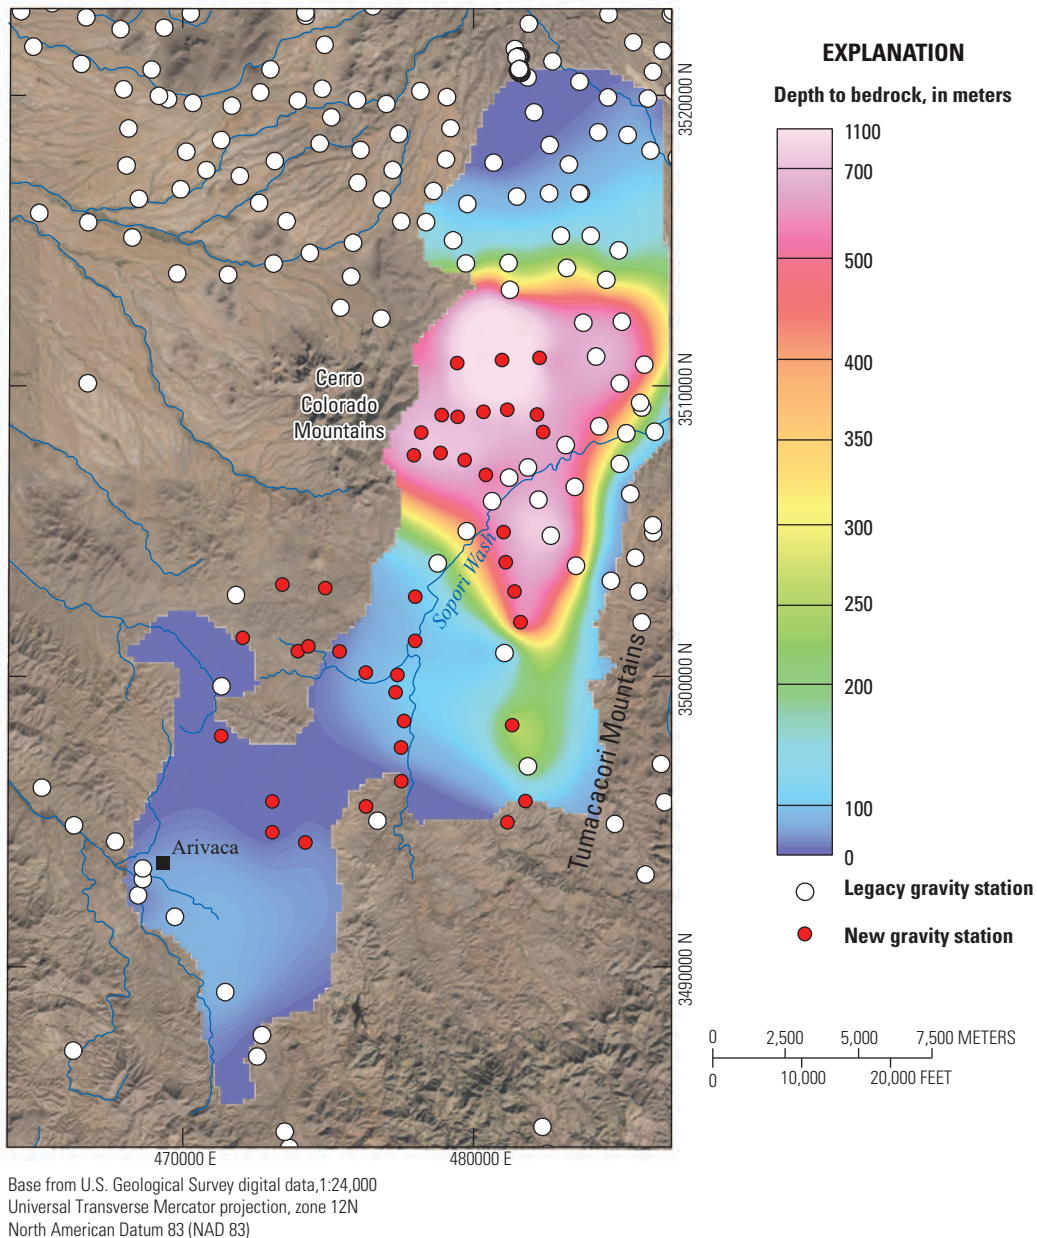 EXPLANATION
Depth to bedrock, in meters
1100
700
500
400
350
300
250
200
100
0
Legacy gravity station
New gravity station
3520000 N
3510000 N
3500000 N
3490000 N
Cerro
Colorado
Mountains
Sopori Wash
Tumacacori Mountains
Arivaca
470000 E
480000 E
0 2,500 5,000 7,500 METERS
0 10,000 20,000 FEET
Base from U.S. Geological Survey digital data,1:24,000
Universal Transverse Mercator projection, zone 12N
North American Datum 83 (NAD 83)